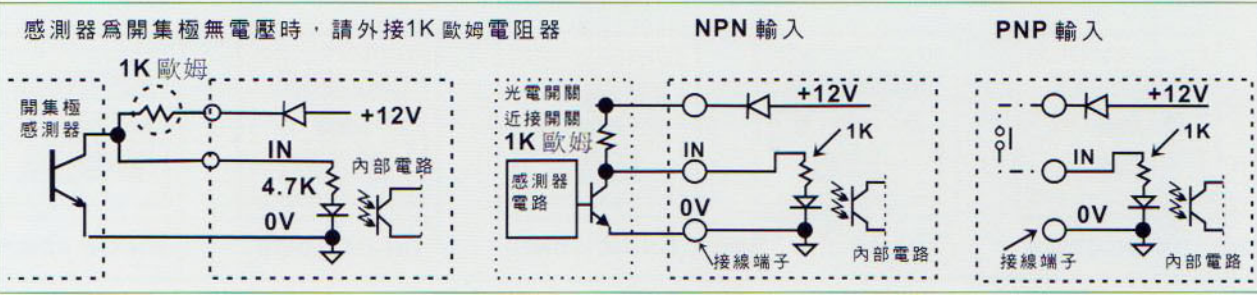 感測器爲開集極無電壓時，請外接1K歐姆電阻器
1K歐姆
開集極
感測器
+12V
IN
4.7K
0V
內部電路
NPN 輸入
光電開關
近接開關
1K歐姆
感測器
電路
+12V
1K
IN
0V
接線端子
內部電路
PNP 輸入
+12V
1K
IN
0V
接線端子
內部電路